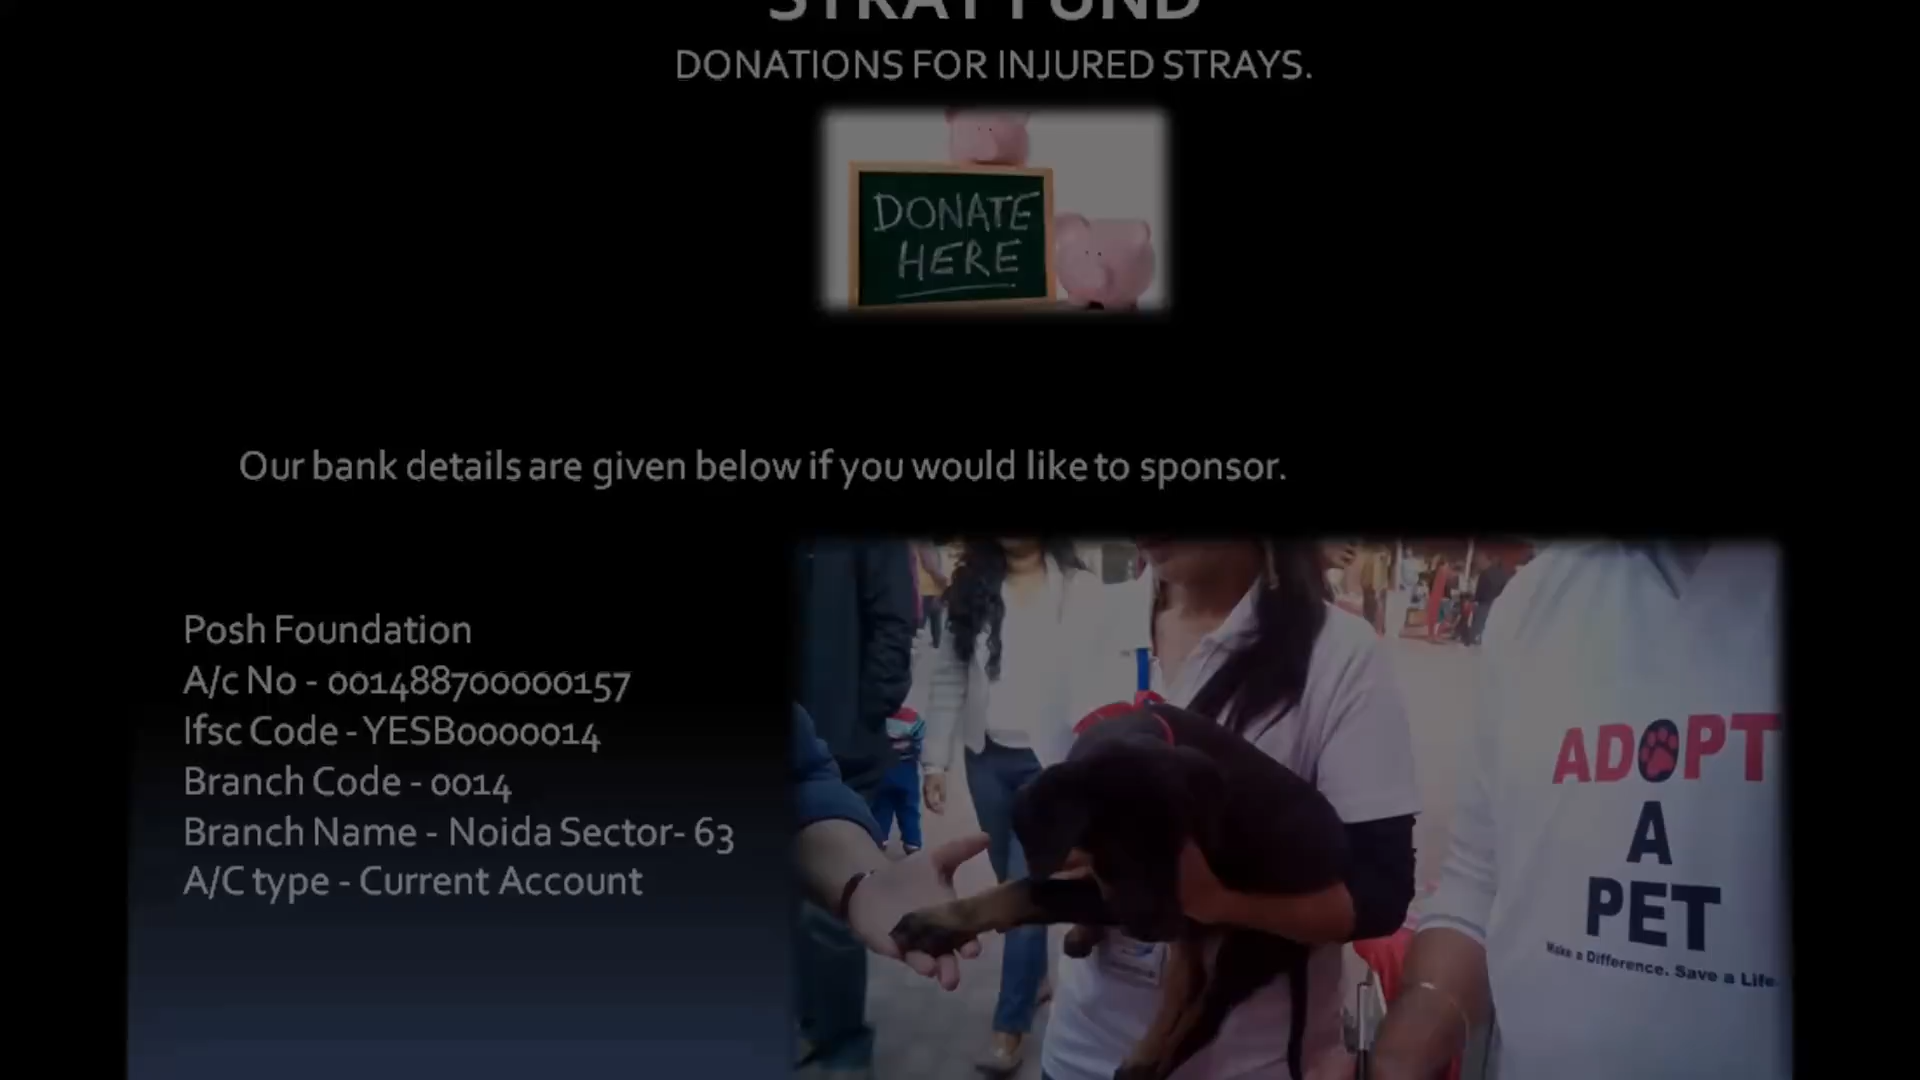 STRAY FUND
DONATIONS FOR INJURED STRAYS.
DONATE
HERE
Our bank details are given below if you would like to sponsor.
Posh Foundation
A/c No - 001488700000157
Ifsc Code - YESB0000014
Branch Code - 0014
Branch Name - Noida Sector- 63
A/C type - Current Account
ADOPT
A
PET
Make a Difference. Save a Life.